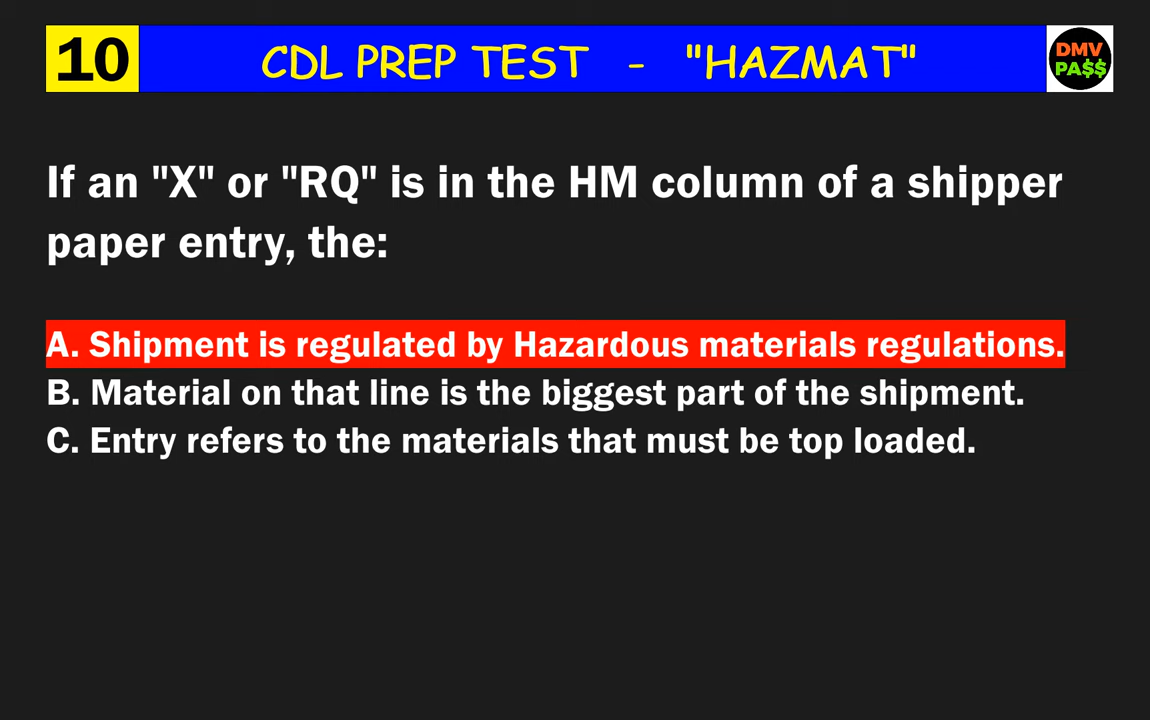 10
CDL PREP TEST - "HAZMAT"
DMV
PA$$
If an "X" or "RQ" is in the HM column of a shipper
paper entry, the:
A. Shipment is regulated by Hazardous materials regulations.
B. Material on that line is the biggest part of the shipment.
C. Entry refers to the materials that must be top loaded.